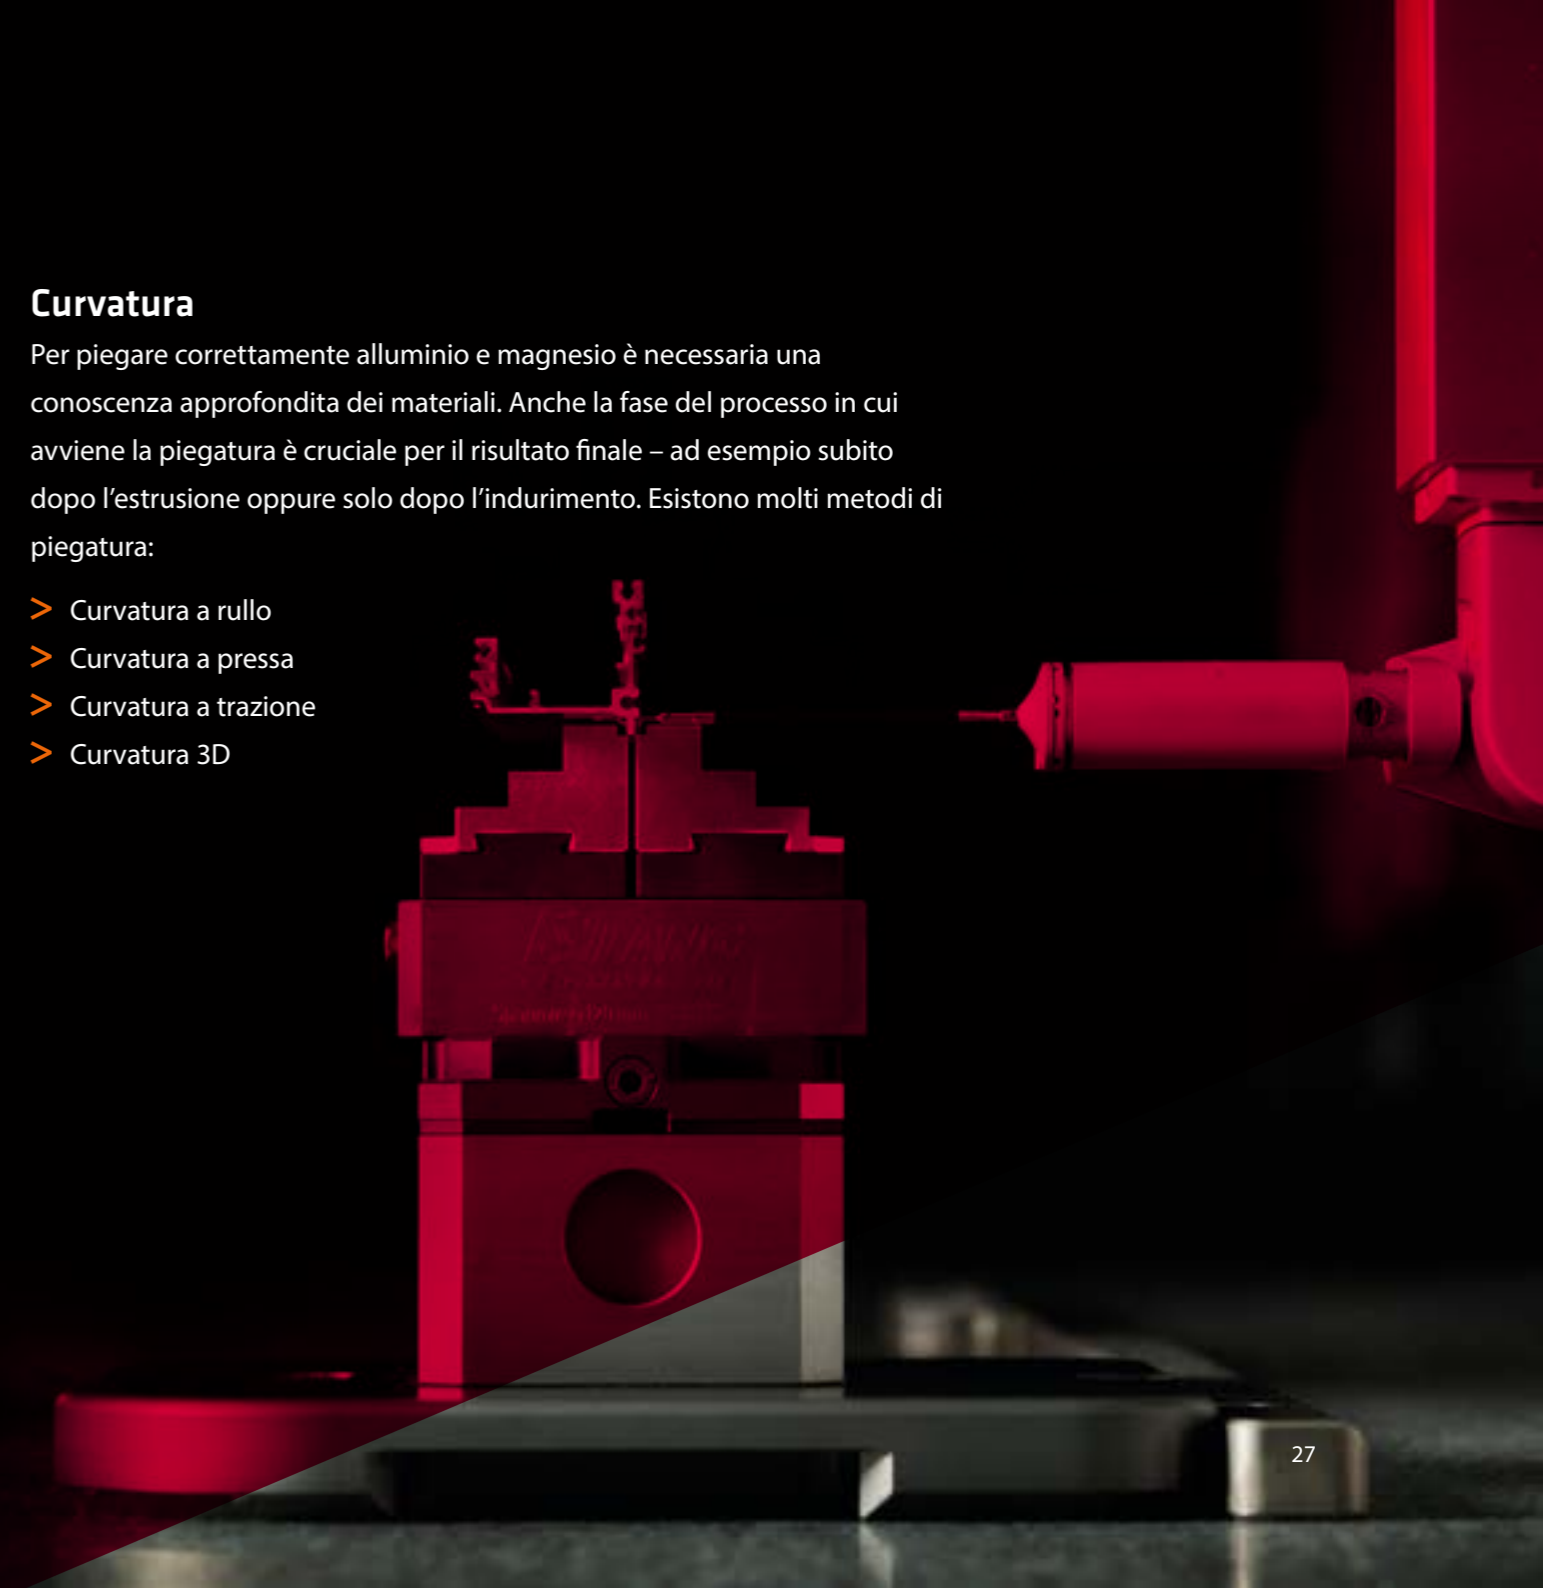 Curvatura
Per piegare correttamente alluminio e magnesio è necessaria una
conoscenza approfondita dei materiali. Anche la fase del processo in cui
avviene la piegatura è cruciale per il risultato finale – ad esempio subito
dopo l’estrusione oppure solo dopo l’indurimento. Esistono molti metodi di
piegatura:
> Curvatura a rullo
> Curvatura a pressa
> Curvatura a trazione
> Curvatura 3D
27